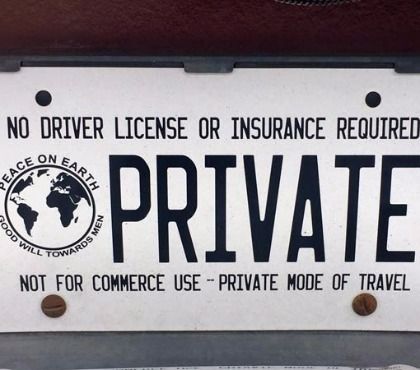 NO DRIVER LICENSE OR INSURANCE REQUIRED
PEACE ON EARTH
GOOD WILL TOWARDS MEN
PRIVATE
NOT FOR COMMERCE USE - PRIVATE MODE OF TRAVEL